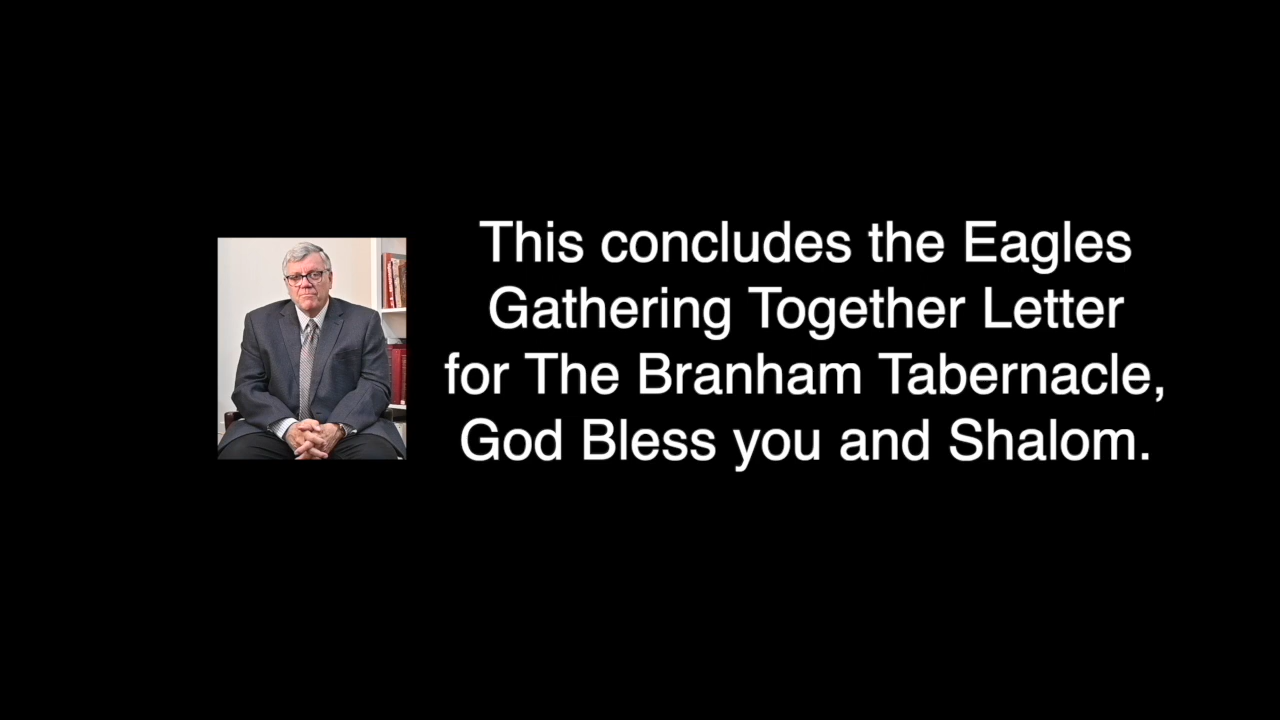 This concludes the Eagles
Gathering Together Letter
for The Branham Tabernacle,
God Bless you and Shalom.